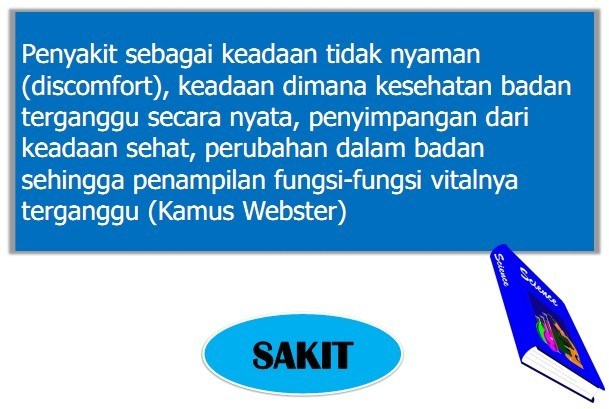 Penyakit sebagai keadaan tidak nyaman
(discomfort), keadaan dimana kesehatan badan
terganggu secara nyata, penyimpangan dari
keadaan sehat, perubahan dalam badan
sehingga penampilan fungsi-fungsi vitalnya
terganggu (Kamus Webster)
Science
Science
SAKIT